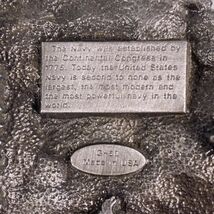 The Navy was established by
the Continental Congress in
1775. Today the United States
Navy is second to none as the
largest, the most modern and
the most powerful navy in the
world.
Made in USA